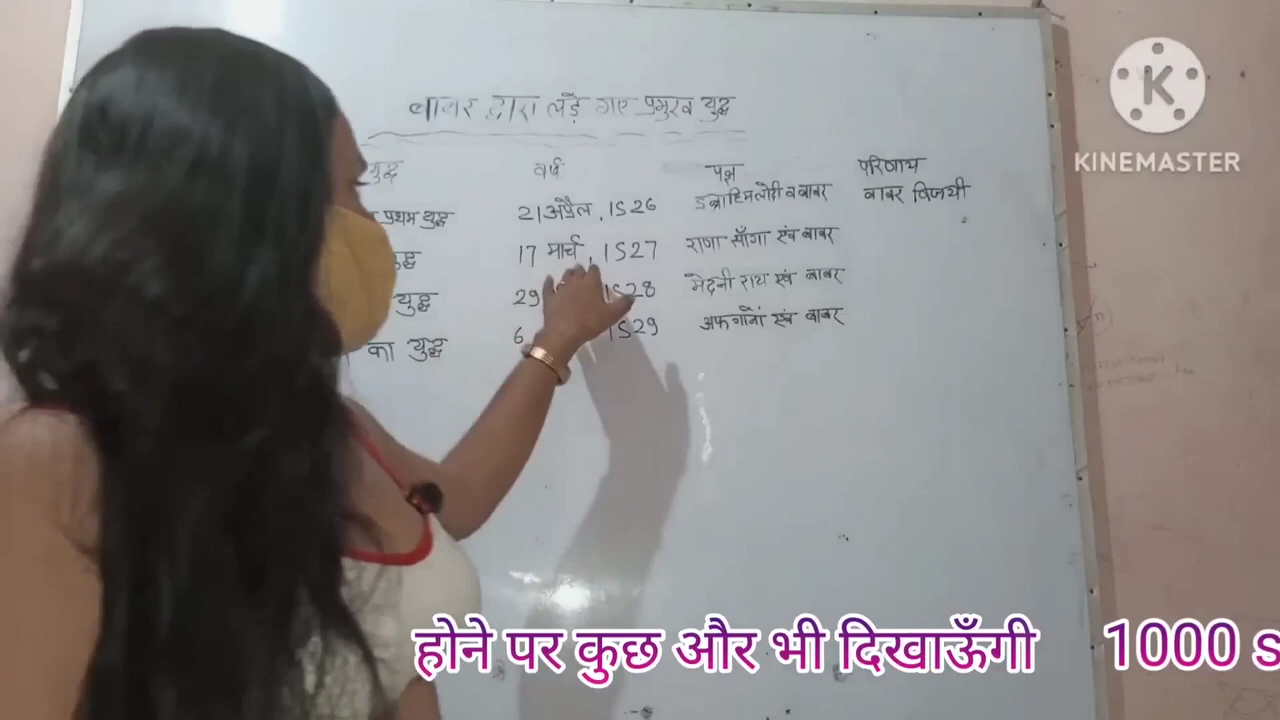 बाबर द्वारा लड़े गए प्रमुख युद्ध
युद्ध वर्ष पक्ष परिणाम
प्रथम युद्ध 21 अप्रैल, 1526 इब्राहिम लोदी व बाबर बाबर विजयी
युद्ध 17 मार्च, 1527 राणा साँगा एवं बाबर
युद्ध 29 1528 मेदनी राय एवं बाबर
का युद्ध 6 1529 अफगानों एवं बाबर
K
KINEMASTER
होने पर कुछ और भी दिखाऊँगी 1000 s